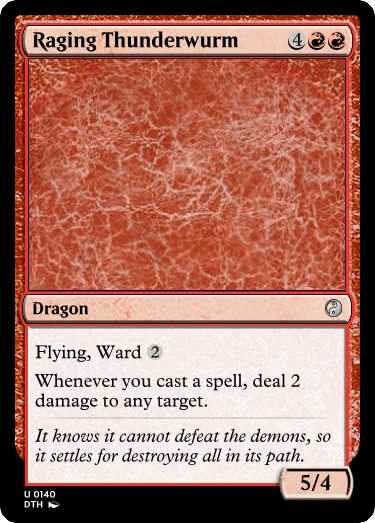 Raging Thunderwurm 4
Dragon
Flying, Ward 2
Whenever you cast a spell, deal 2
damage to any target.
It knows it cannot defeat the demons, so
it settles for destroying all in its path.
5/4
U 0140
DTH